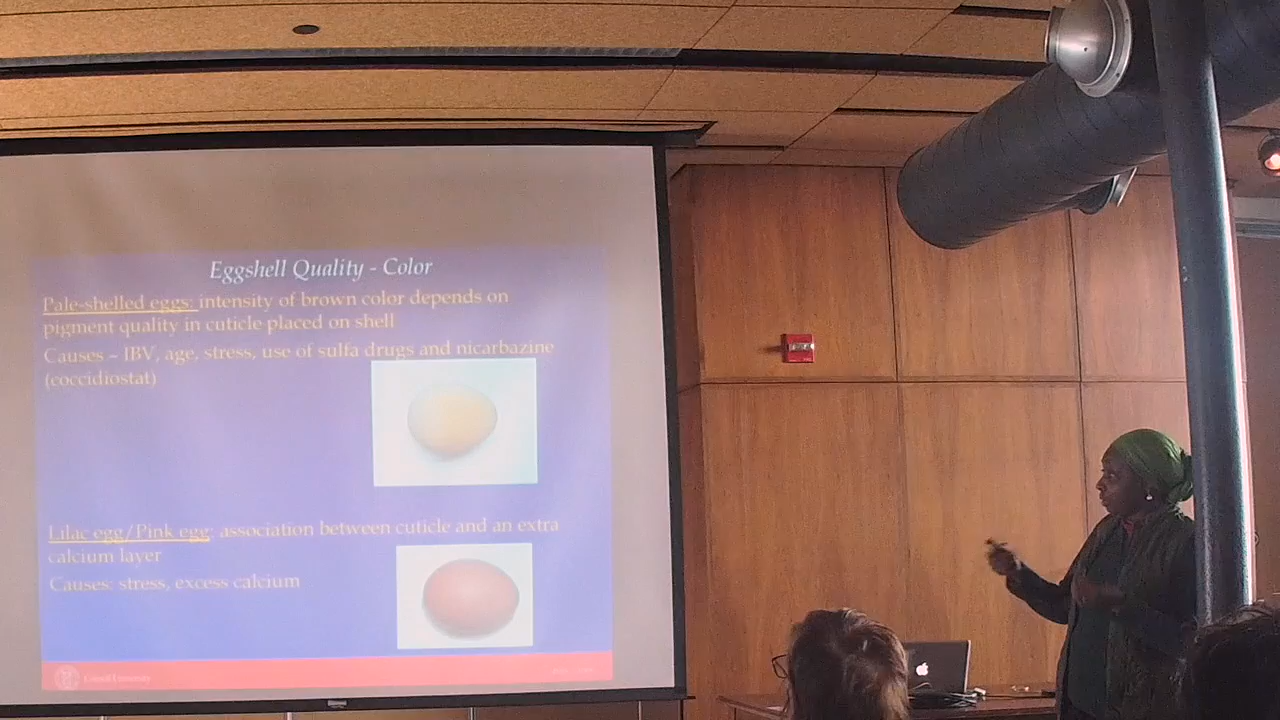 Eggshell Quality - Color
Pale-shelled eggs: intensity of brown color depends on
pigment quality in cuticle placed on shell
Causes – IBV, age, stress, use of sulfa drugs and nicarbazine
(coccidiostat)
Lilac egg/Pink egg: association between cuticle and an extra
calcium layer
Causes: stress, excess calcium
Cornell University